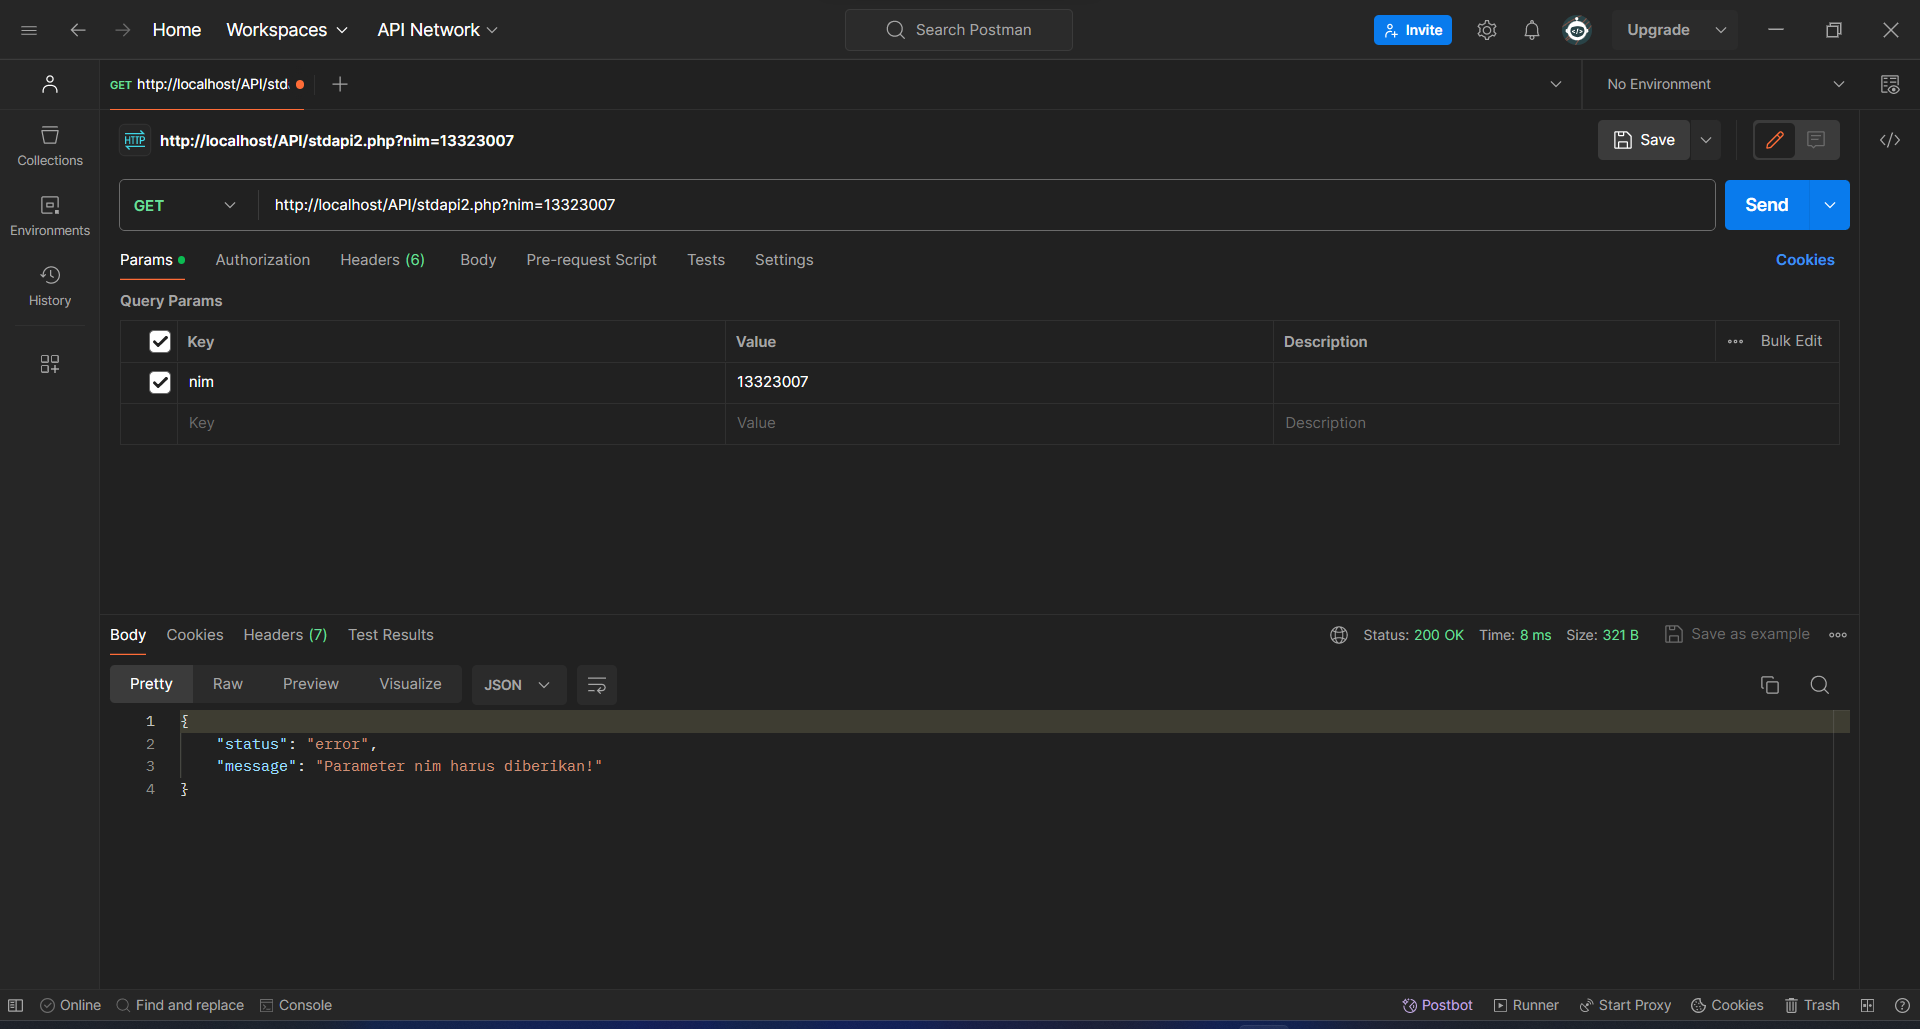 Home Workspaces API Network Search Postman Invite Upgrade
GET http://localhost/API/std No Environment
HTTP http://localhost/API/stdapi2.php?nim=13323007 Save
Collections
GET http://localhost/API/stdapi2.php?nim=13323007 Send
Environments
Params Authorization Headers (6) Body Pre-request Script Tests Settings Cookies
History
Query Params
Key Value Description Bulk Edit
nim 13323007
Key Value Description
Body Cookies Headers (7) Test Results Status: 200 OK Time: 8 ms Size: 321 B Save as example
Pretty Raw Preview Visualize JSON
1 {
2 "status": "error",
3 "message": "Parameter nim harus diberikan!"
4 }
Online Find and replace Console Postbot Runner Start Proxy Cookies Trash